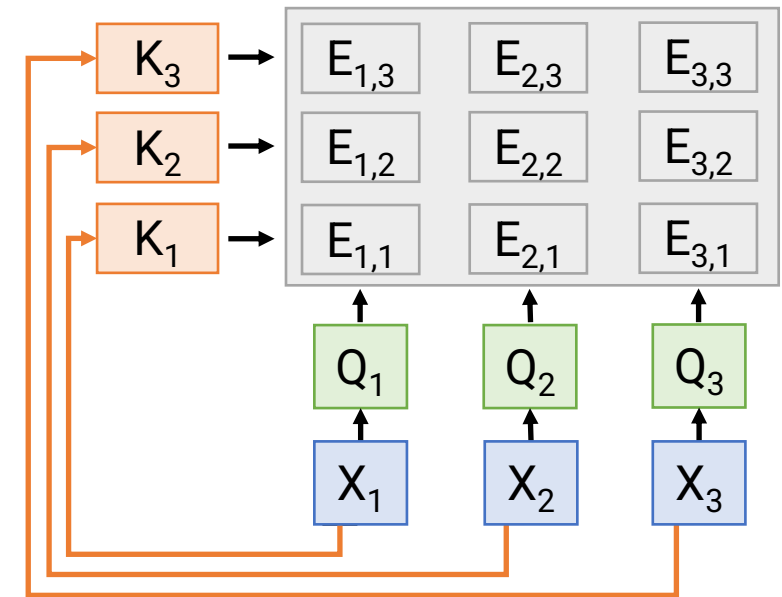 K3 E1,3 E2,3 E3,3
K2 E1,2 E2,2 E3,2
K1 E1,1 E2,1 E3,1
Q1 Q2 Q3
X1 X2 X3